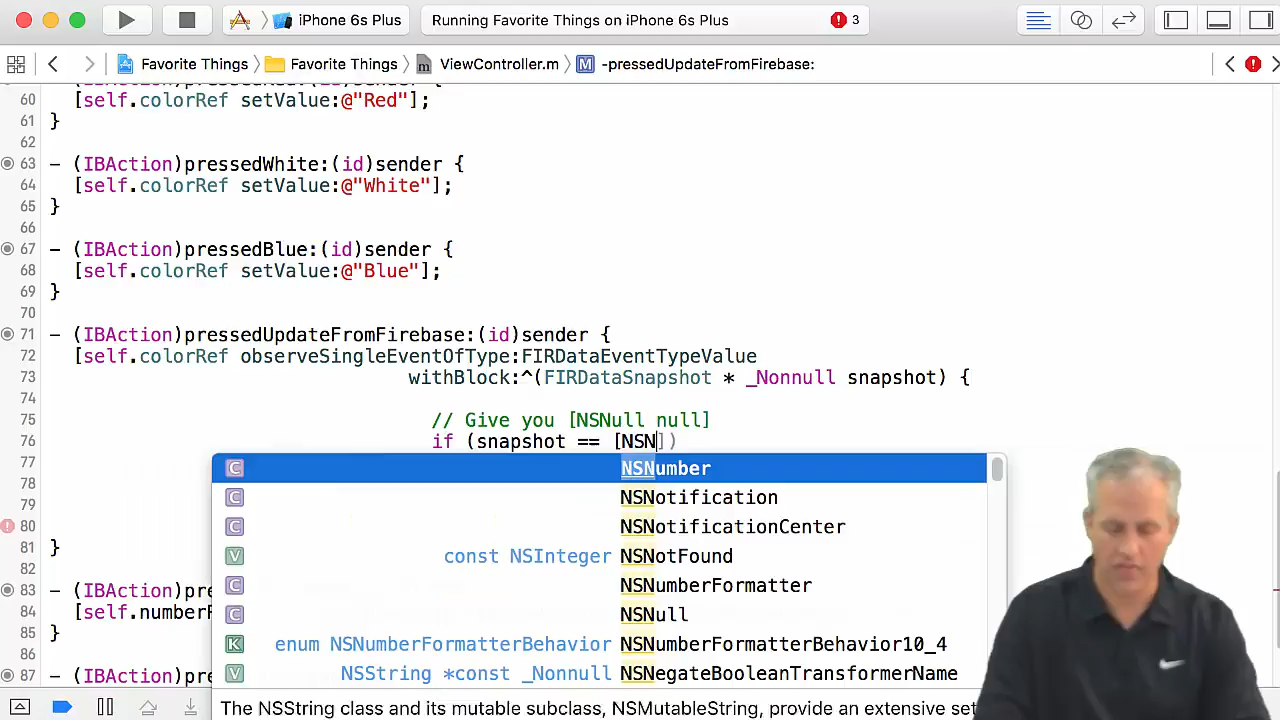 iPhone 6s Plus
Running Favorite Things on iPhone 6s Plus
3
Favorite Things
Favorite Things
ViewController.m
M
-pressedUpdateFromFirebase:
60 [self.colorRef setValue:@"Red"];
61 }
62
63 - (IBAction)pressedWhite:(id)sender {
64 [self.colorRef setValue:@"White"];
65 }
66
67 - (IBAction)pressedBlue:(id)sender {
68 [self.colorRef setValue:@"Blue"];
69 }
70
71 - (IBAction)pressedUpdateFromFirebase:(id)sender {
72 [self.colorRef observeSingleEventOfType:FIRDataEventTypeValue
73 withBlock:^(FIRDataSnapshot * _Nonnull snapshot) {
74
75 // Give you [NSNull null]
76 if (snapshot == [NSN])
77
78
79
80
81 }
82
83 - (IBAction)pre
84 [self.numberR
85 }
86
87 - (IBAction)pre
C NSNumber
C NSNotification
C NSNotificationCenter
V const NSInteger NSNotFound
C NSNumberFormatter
C NSNull
K enum NSNumberFormatterBehavior NSNumberFormatterBehavior10_4
V NSString *const _Nonnull NSNegateBooleanTransformerName
The NSString class and its mutable subclass, NSMutableString, provide an extensive set